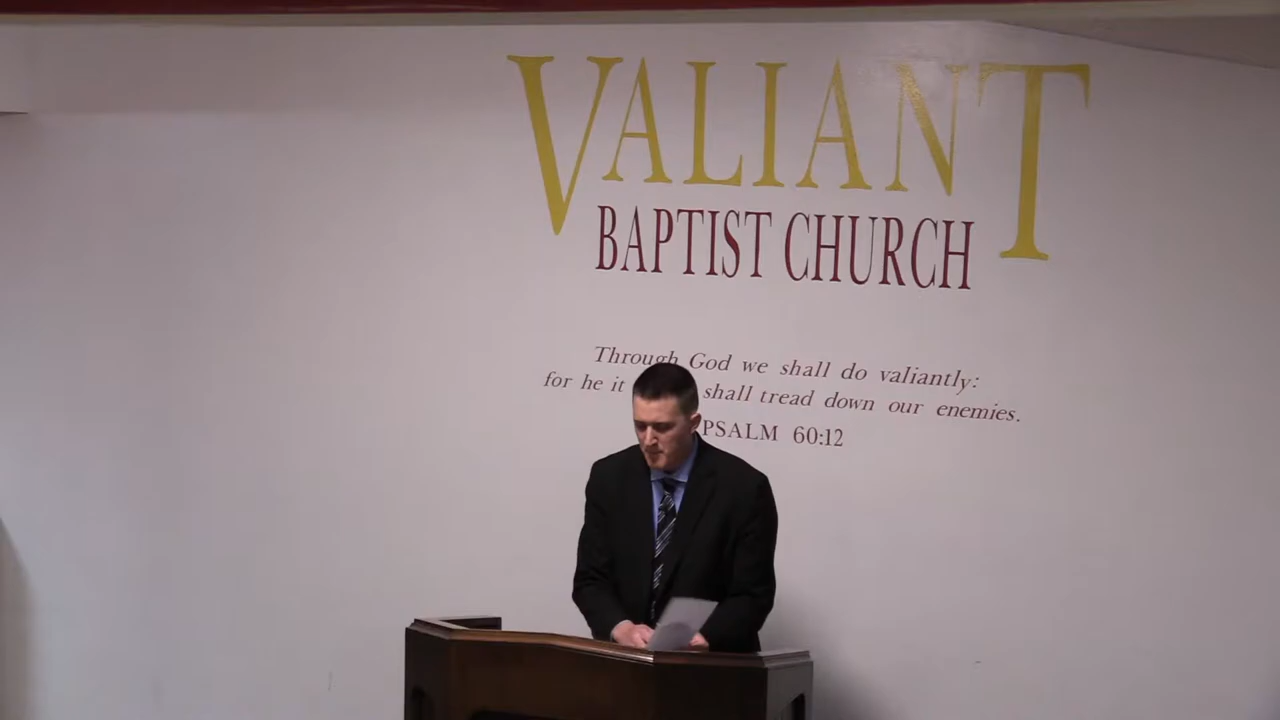 VALIANT
BAPTIST CHURCH
Through God we shall do valiantly:
for he it shall tread down our enemies.
PSALM 60:12